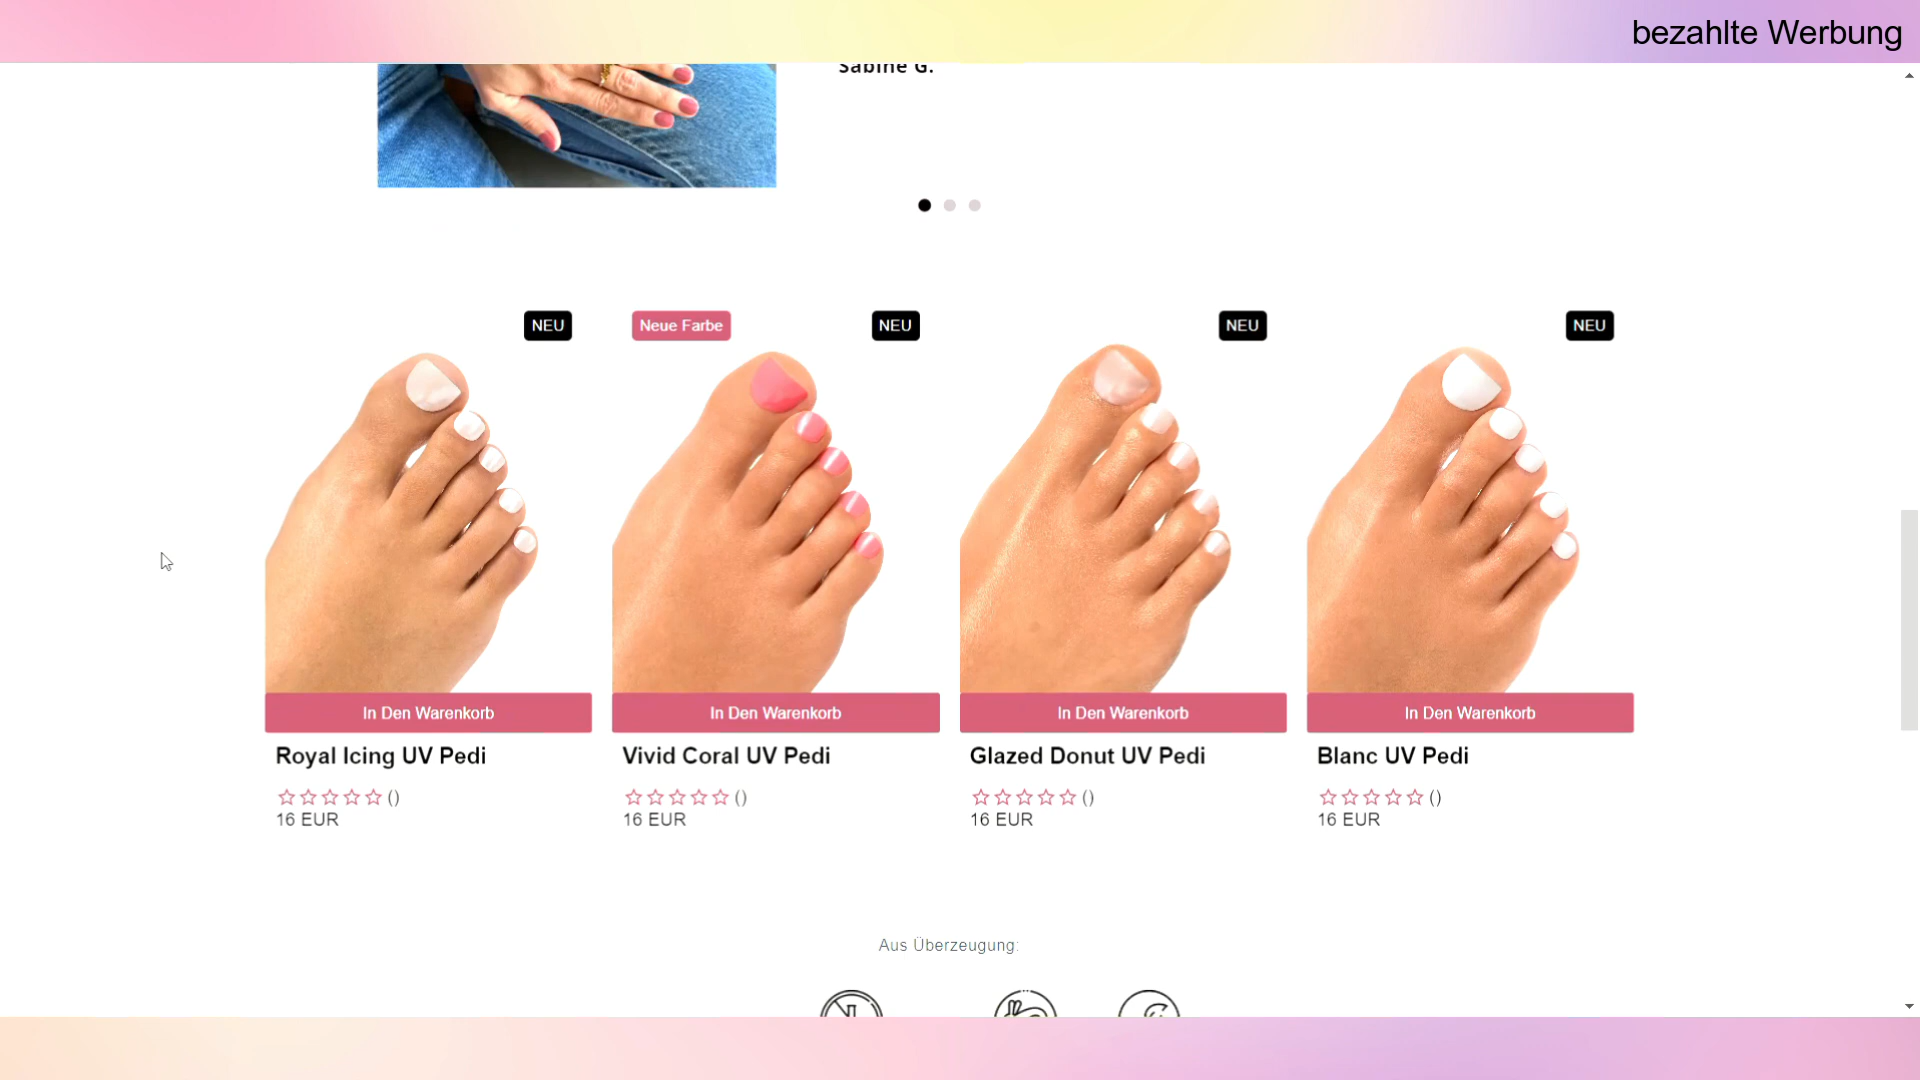 bezahlte Werbung
Sabine G.
NEU
Neue Farbe
NEU
NEU
NEU
In Den Warenkorb
In Den Warenkorb
In Den Warenkorb
In Den Warenkorb
Royal Icing UV Pedi
Vivid Coral UV Pedi
Glazed Donut UV Pedi
Blanc UV Pedi
()
()
()
()
16 EUR
16 EUR
16 EUR
16 EUR
Aus Überzeugung: